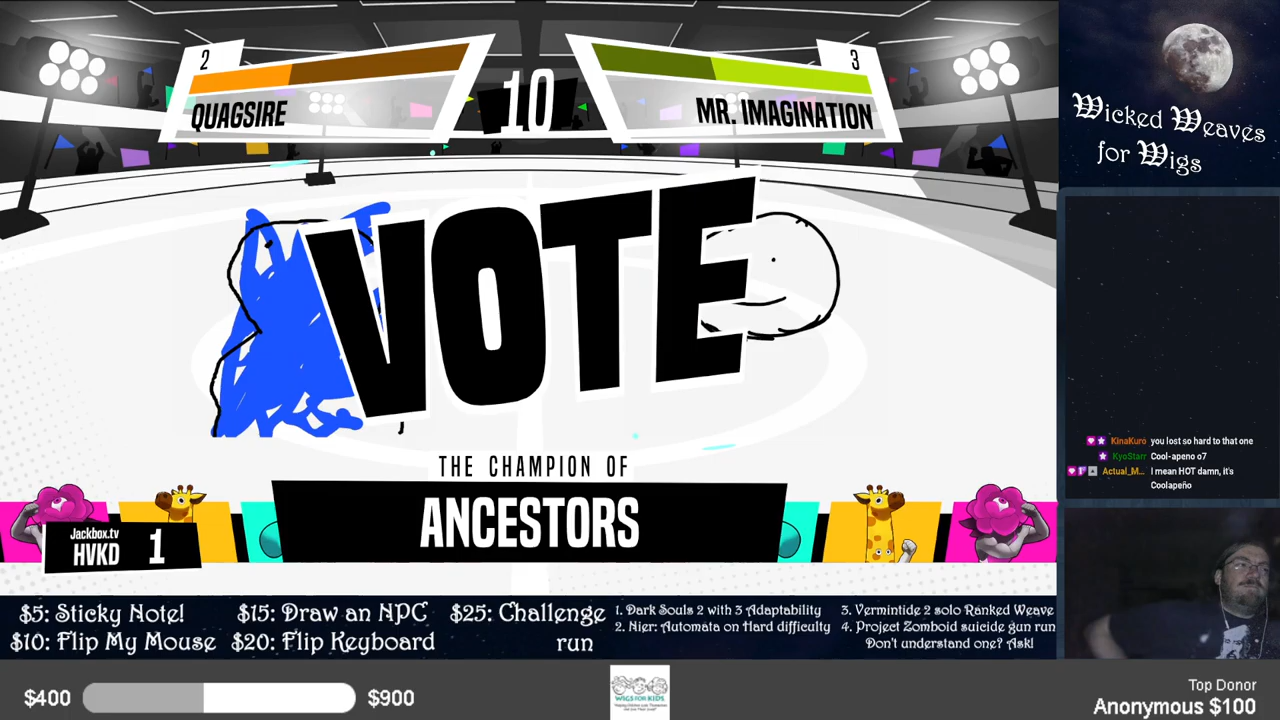 2
QUAGSIRE
10
3
MR. IMAGINATION
VOTE
THE CHAMPION OF
ANCESTORS
Jackbox.tv
HVKD
1
Wicked Weaves
for Wigs
KinaKuro you lost so hard to that one
KyoStarr Cool-apeno o7
Actual_M... I mean HOT damn, it's
Coolapeño
$5: Sticky Note!
$10: Flip My Mouse
$15: Draw an NPC
$20: Flip Keyboard
$25: Challenge
run
1. Dark Souls 2 with 3 Adaptability
2. Nier: Automata on Hard difficulty
3. Vermintide 2 solo Ranked Weave
4. Project Zomboid suicide gun run
Don't understand one? Ask!
$400
$900
WIGS FOR KIDS
Top Donor
Anonymous $100